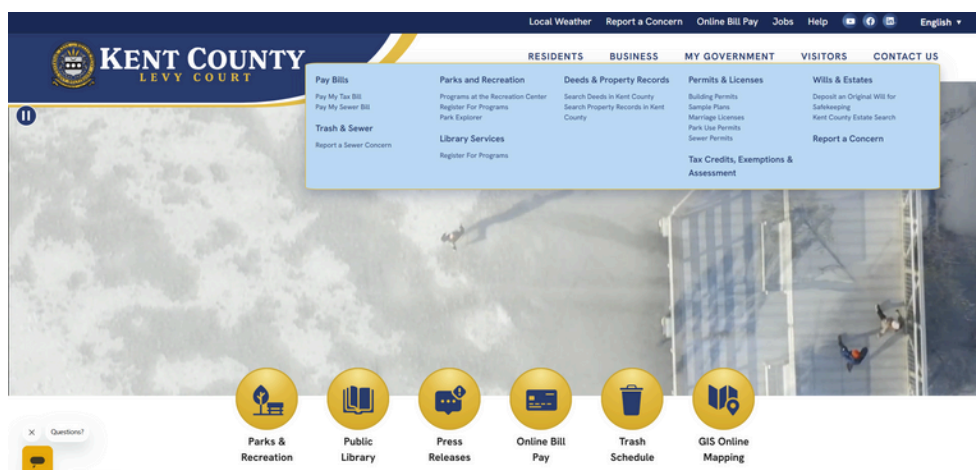 Local Weather Report a Concern Online Bill Pay Jobs Help English
KENT COUNTY
LEVY COURT
RESIDENTS BUSINESS MY GOVERNMENT VISITORS CONTACT US
Pay Bills
Pay My Tax Bill
Pay My Sewer Bill
Trash & Sewer
Report a Sewer Concern
Parks and Recreation
Programs at the Recreation Center
Register For Programs
Park Explorer
Library Services
Register For Programs
Deeds & Property Records
Search Deeds in Kent County
Search Property Records in Kent
County
Permits & Licenses
Building Permits
Sample Plans
Marriage Licenses
Park Use Permits
Sewer Permits
Tax Credits, Exemptions &
Assessment
Wills & Estates
Deposit an Original Will for
Safekeeping
Kent County Estate Search
Report a Concern
Parks &
Recreation
Public
Library
Press
Releases
Online Bill
Pay
Trash
Schedule
GIS Online
Mapping
Questions?